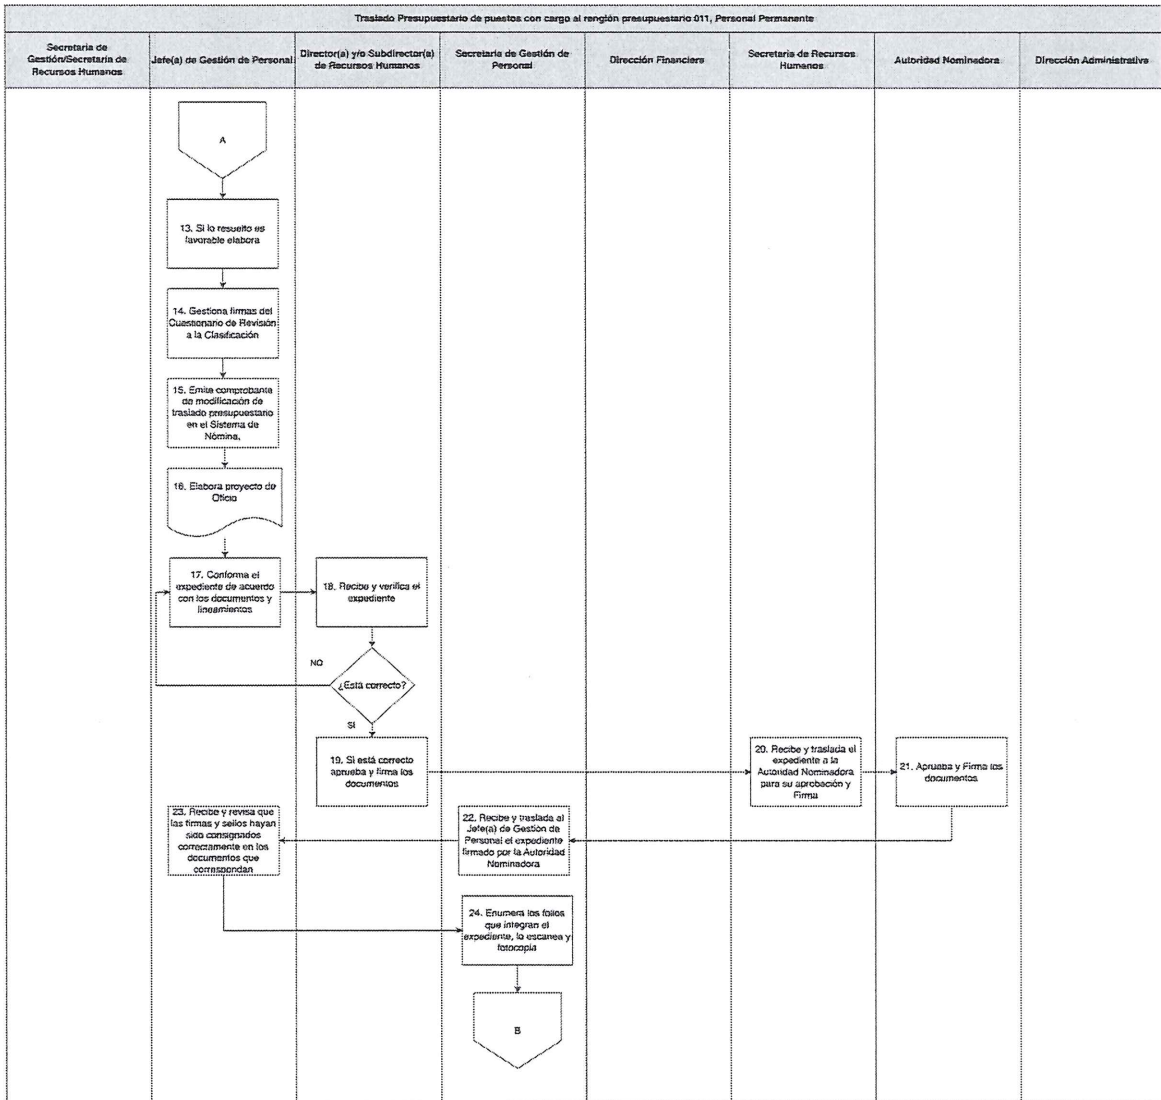 Traslado Presupuestario de puestos con cargo al renglón presupuestario 011, Personal Permanente
Secretaria de
Gestión/Secretaria de
Recursos Humanos
Jefe(a) de Gestión de Personal
Director(a) y/o Subdirector(a)
de Recursos Humanos
Secretaria de Gestión de
Personal
Dirección Financiera
Secretaria de Recursos
Humanos
Autoridad Nominadora
Dirección Administrativa
A
13. Si lo resuelto es
favorable elabora
14. Gestiona firmas del
Cuestionario de Revisión
a la Clasificación
15. Emite comprobante
de modificación de
traslado presupuestario
en el Sistema de
Nómina.
16. Elabora proyecto de
Oficio
17. Conforma el
expediente de acuerdo
con los documentos y
lineamientos
18. Recibe y verifica el
expediente
NO
¿Está correcto?
SI
19. Si está correcto
aprueba y firma los
documentos
20. Recibe y traslada el
expediente a la
Autoridad Nominadora
para su aprobación y
Firma
21. Aprueba y Firma los
documentos
23. Recibe y revisa que
las firmas y sellos hayan
sido consignados
correctamente en los
documentos que
correspondan
22. Recibe y traslada al
Jefe(a) de Gestión de
Personal el expediente
firmado por la Autoridad
Nominadora
24. Enumera los folios
que integran el
expediente, lo escanea y
fotocopia
B